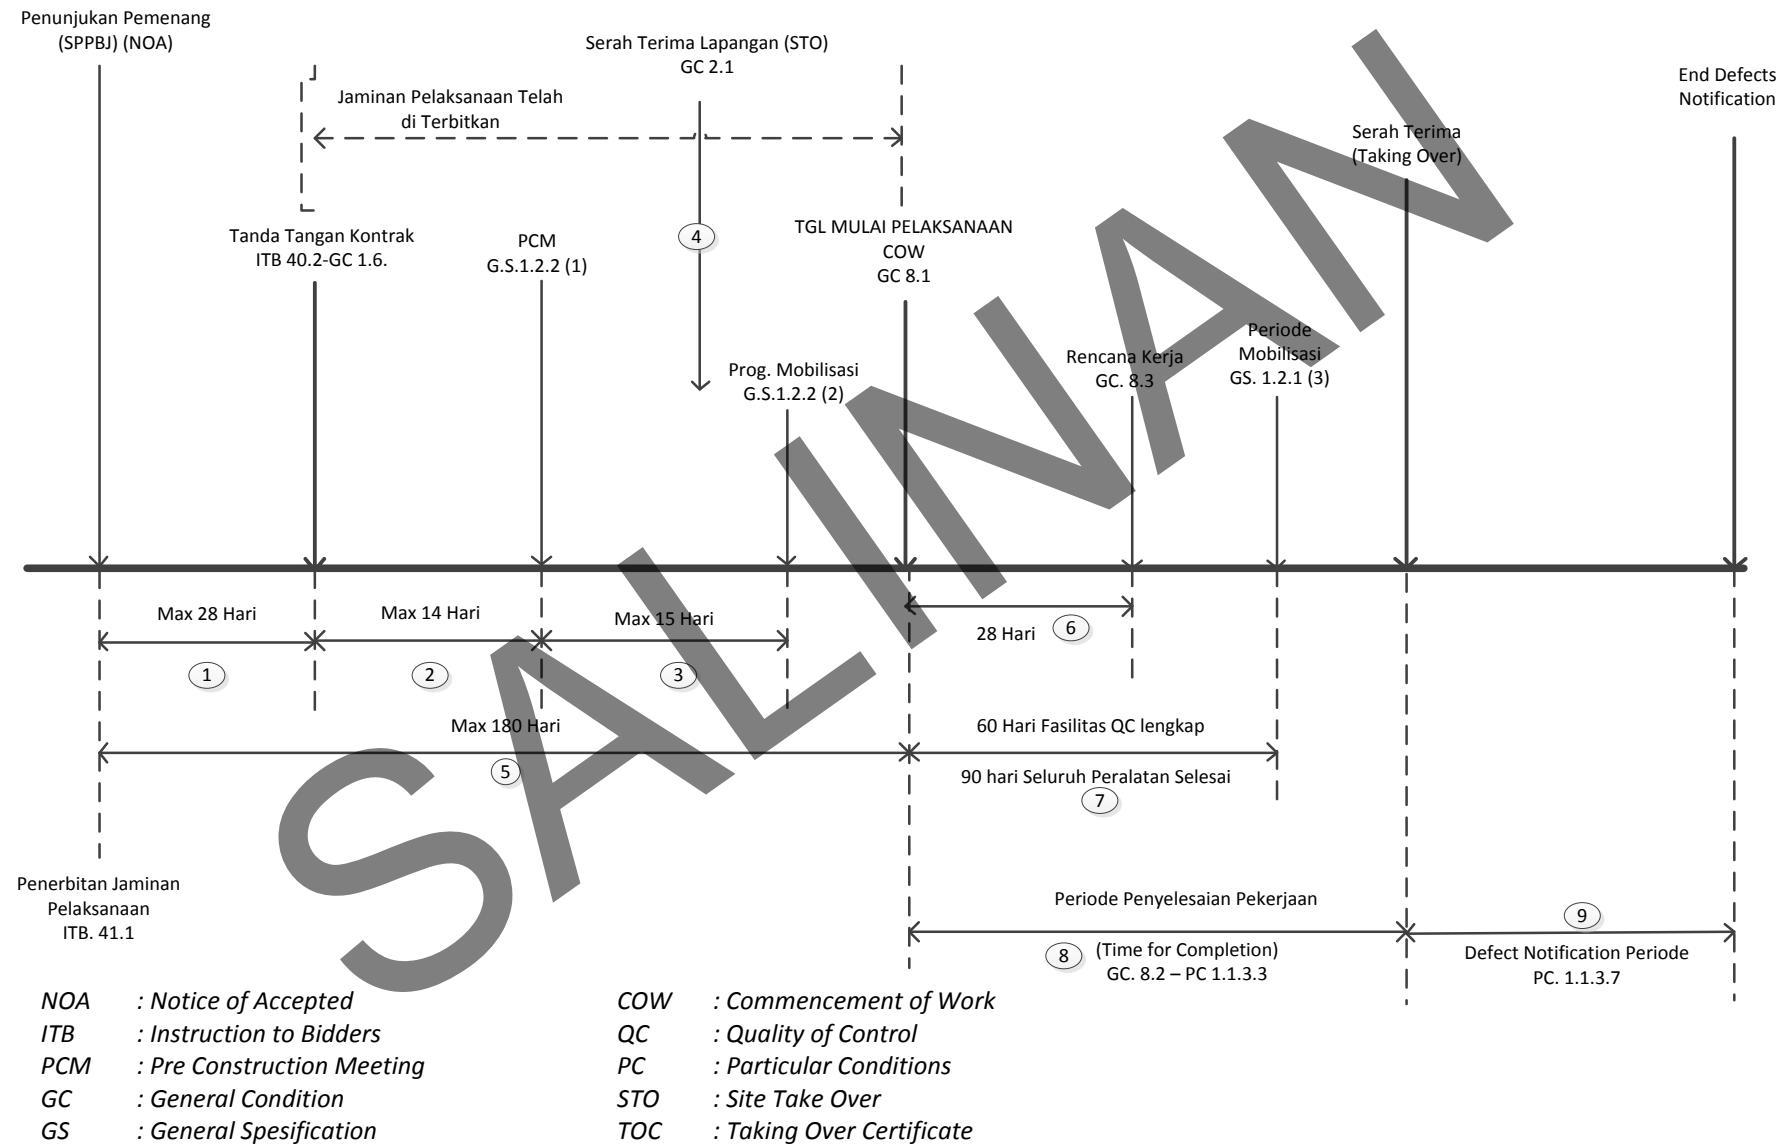 Penunjukan Pemenang
(SPPBJ) (NOA)
Serah Terima Lapangan (STO)
GC 2.1
End Defects
Notification
Jaminan Pelaksanaan Telah
di Terbitkan
Serah Terima
(Taking Over)
Tanda Tangan Kontrak
ITB 40.2-GC 1.6.
PCM
G.S.1.2.2 (1)
4
TGL MULAI PELAKSANAAN
COW
GC 8.1
Prog. Mobilisasi
G.S.1.2.2 (2)
Rencana Kerja
GC. 8.3
Periode
Mobilisasi
GS. 1.2.1 (3)
Max 28 Hari
1
Max 14 Hari
2
Max 15 Hari
3
28 Hari
6
Max 180 Hari
5
60 Hari Fasilitas QC lengkap
90 hari Seluruh Peralatan Selesai
7
Penerbitan Jaminan
Pelaksanaan
ITB. 41.1
Periode Penyelesaian Pekerjaan
8
(Time for Completion)
GC. 8.2 – PC 1.1.3.3
9
Defect Notification Periode
PC. 1.1.3.7
SALINAN
NOA : Notice of Accepted
ITB : Instruction to Bidders
PCM : Pre Construction Meeting
GC : General Condition
GS : General Spesification
COW : Commencement of Work
QC : Quality of Control
PC : Particular Conditions
STO : Site Take Over
TOC : Taking Over Certificate